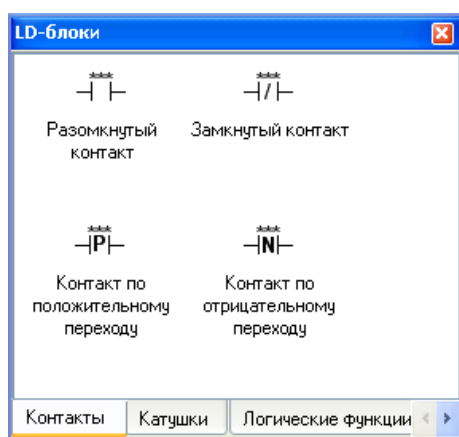 LD-блоки
***
***
/
Разомкнутый
контакт
Замкнутый контакт
***
P
***
N
Контакт по
положительному
переходу
Контакт по
отрицательному
переходу
Контакты
Катушки
Логические функции